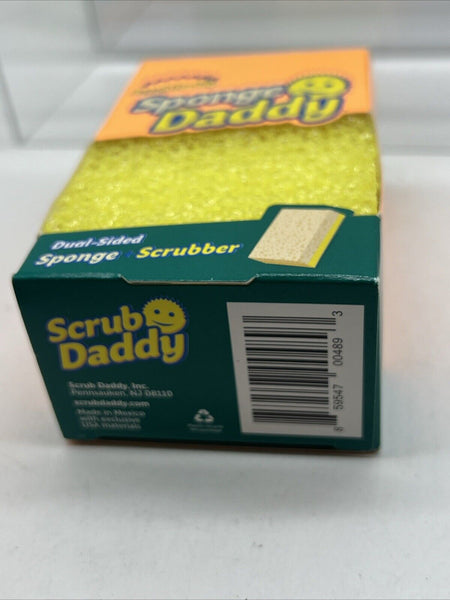 Sponge
Daddy
Dual-Sided
Sponge Scrubber
Scrub
Daddy
Scrub Daddy, Inc.
Pennsauken, NJ 08110
scrubdaddy.com
Made in Mexico
with exclusive
USA materials
8 59547 00489 3